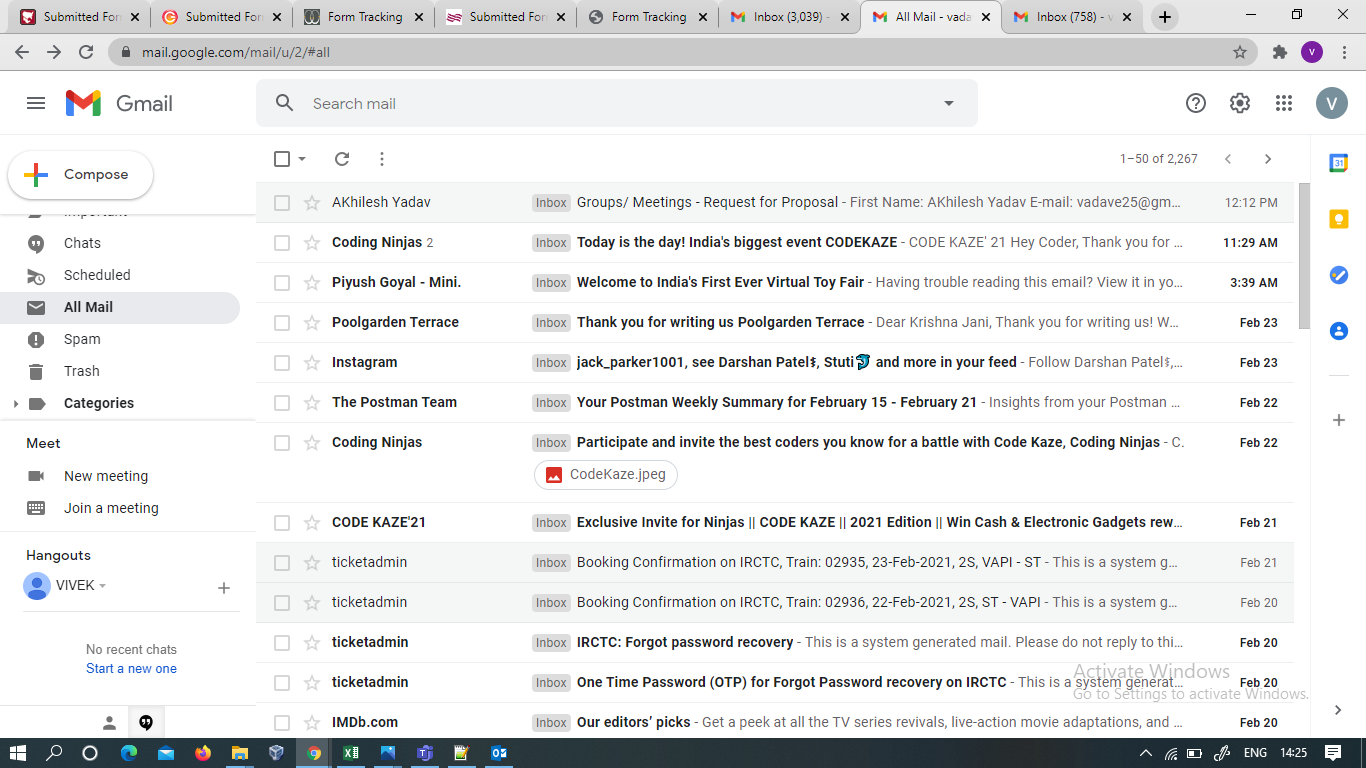 Submitted For
Submitted For
Form Tracking
Submitted For
Form Tracking
Inbox (3,039) -
All Mail - vada
Inbox (758) - v
mail.google.com/mail/u/2/#all
V
Gmail
Search mail
V
Compose
1–50 of 2,267
31
Important
Chats
Scheduled
All Mail
Spam
Trash
Categories
Meet
New meeting
Join a meeting
Hangouts
VIVEK
No recent chats
Start a new one
AKhilesh Yadav Inbox Groups/ Meetings - Request for Proposal - First Name: AKhilesh Yadav E-mail: vadave25@gm... 12:12 PM
Coding Ninjas 2 Inbox Today is the day! India's biggest event CODEKAZE - CODE KAZE' 21 Hey Coder, Thank you for ... 11:29 AM
Piyush Goyal - Mini. Inbox Welcome to India's First Ever Virtual Toy Fair - Having trouble reading this email? View it in yo... 3:39 AM
Poolgarden Terrace Inbox Thank you for writing us Poolgarden Terrace - Dear Krishna Jani, Thank you for writing us! W... Feb 23
Instagram Inbox jack_parker1001, see Darshan Patel⚕, Stuti🐬 and more in your feed - Follow Darshan Patel⚕,... Feb 23
The Postman Team Inbox Your Postman Weekly Summary for February 15 - February 21 - Insights from your Postman ... Feb 22
Coding Ninjas Inbox Participate and invite the best coders you know for a battle with Code Kaze, Coding Ninjas - C. Feb 22
CodeKaze.jpeg
CODE KAZE'21 Inbox Exclusive Invite for Ninjas || CODE KAZE || 2021 Edition || Win Cash & Electronic Gadgets rew... Feb 21
ticketadmin Inbox Booking Confirmation on IRCTC, Train: 02935, 23-Feb-2021, 2S, VAPI - ST - This is a system g... Feb 21
ticketadmin Inbox Booking Confirmation on IRCTC, Train: 02936, 22-Feb-2021, 2S, ST - VAPI - This is a system g... Feb 20
ticketadmin Inbox IRCTC: Forgot password recovery - This is a system generated mail. Please do not reply to thi... Feb 20
ticketadmin Inbox One Time Password (OTP) for Forgot Password recovery on IRCTC - This is a system generat... Feb 20
IMDb.com Inbox Our editors' picks - Get a peek at all the TV series revivals, live-action movie adaptations, and ... Feb 20
Activate Windows
Go to Settings to activate Windows.
ENG 14:25